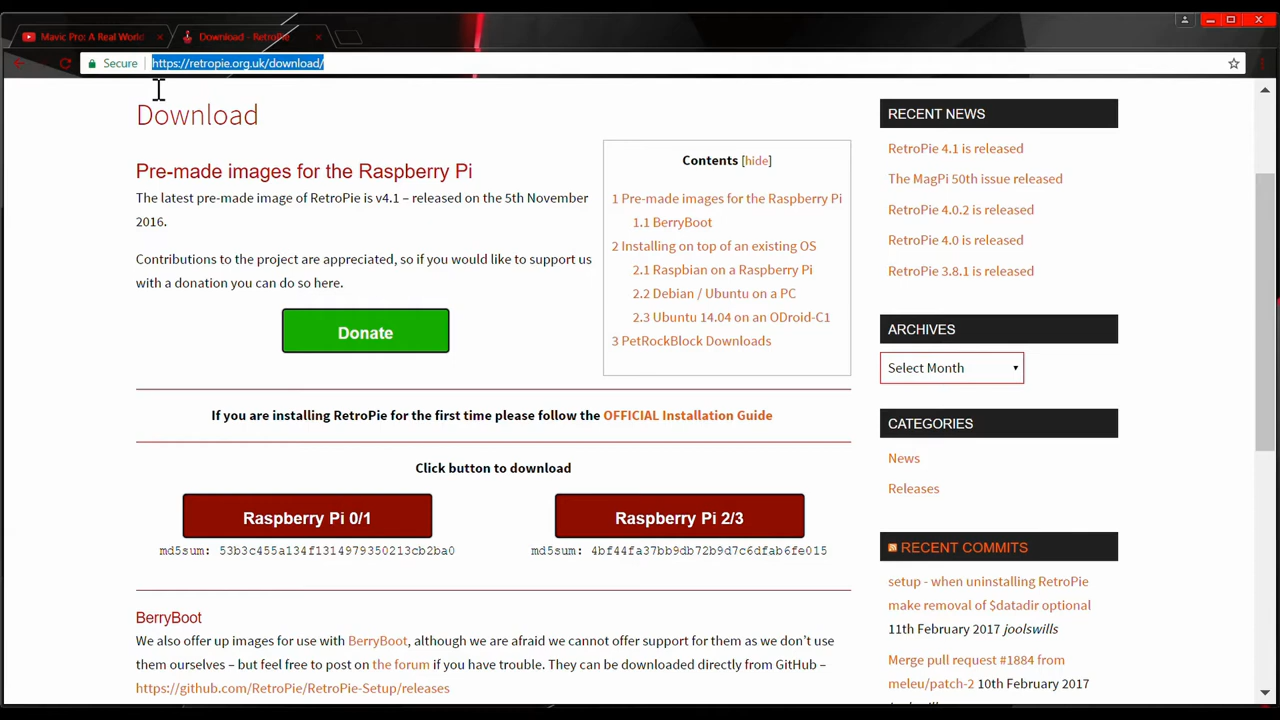 Mavic Pro: A Real World
Download - RetroPie
Secure
https://retropie.org.uk/download/
Download
Pre-made images for the Raspberry Pi
The latest pre-made image of RetroPie is v4.1 – released on the 5th November
2016.
Contributions to the project are appreciated, so if you would like to support us
with a donation you can do so here.
Donate
Contents [hide]
1 Pre-made images for the Raspberry Pi
1.1 BerryBoot
2 Installing on top of an existing OS
2.1 Raspbian on a Raspberry Pi
2.2 Debian / Ubuntu on a PC
2.3 Ubuntu 14.04 on an ODroid-C1
3 PetRockBlock Downloads
If you are installing RetroPie for the first time please follow the OFFICIAL Installation Guide
Click button to download
Raspberry Pi 0/1
md5sum: 53b3c455a134f1314979350213cb2ba0
Raspberry Pi 2/3
md5sum: 4bf44fa37bb9db72b9d7c6dfab6fe015
BerryBoot
We also offer up images for use with BerryBoot, although we are afraid we cannot offer support for them as we don't use
them ourselves – but feel free to post on the forum if you have trouble. They can be downloaded directly from GitHub –
https://github.com/RetroPie/RetroPie-Setup/releases
RECENT NEWS
RetroPie 4.1 is released
The MagPi 50th issue released
RetroPie 4.0.2 is released
RetroPie 4.0 is released
RetroPie 3.8.1 is released
ARCHIVES
Select Month
CATEGORIES
News
Releases
RECENT COMMITS
setup - when uninstalling RetroPie
make removal of $datadir optional
11th February 2017 joolswills
Merge pull request #1884 from
meleu/patch-2 10th February 2017